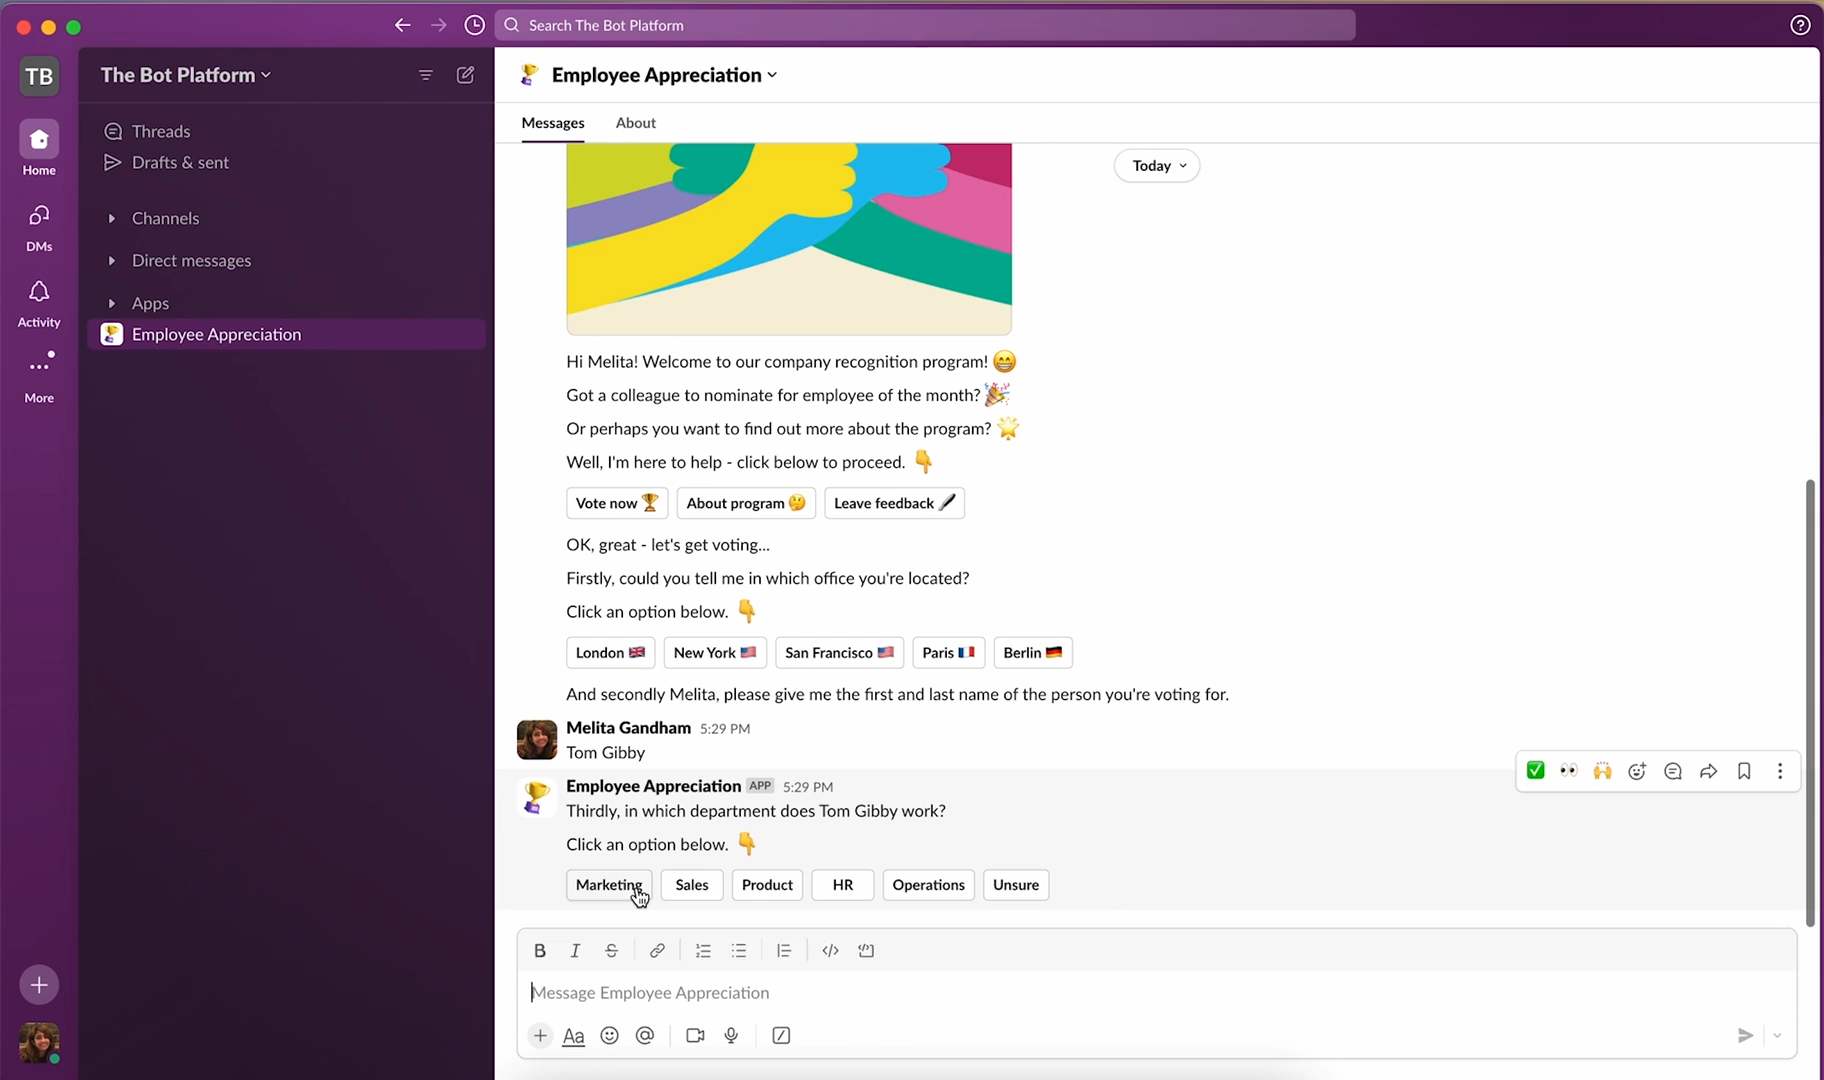 Search The Bot Platform
TB
The Bot Platform
Home
DMs
Activity
More
Threads
Drafts & sent
Channels
Direct messages
Apps
Employee Appreciation
Employee Appreciation
Messages
About
Today
Hi Melita! Welcome to our company recognition program! 😁
Got a colleague to nominate for employee of the month? 🎉
Or perhaps you want to find out more about the program? 🌟
Well, I'm here to help - click below to proceed. 👇
Vote now 🏆 About program 🤔 Leave feedback 🖋️
OK, great - let's get voting...
Firstly, could you tell me in which office you're located?
Click an option below. 👇
London 🇬🇧 New York 🇺🇸 San Francisco 🇺🇸 Paris 🇫🇷 Berlin 🇩🇪
And secondly Melita, please give me the first and last name of the person you're voting for.
Melita Gandham 5:29 PM
Tom Gibby
Employee Appreciation APP 5:29 PM
Thirdly, in which department does Tom Gibby work?
Click an option below. 👇
Marketing Sales Product HR Operations Unsure
B I S
Message Employee Appreciation
Aa